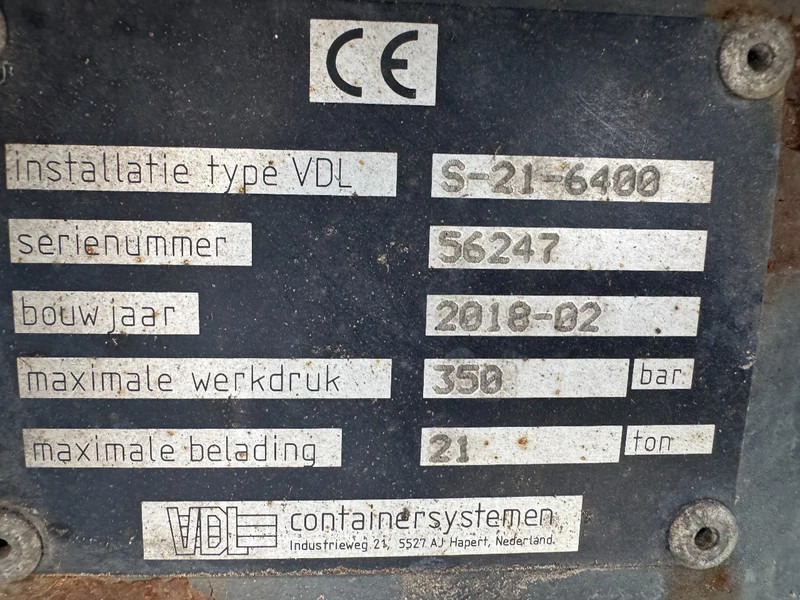 CE
installatie type VDL S-21-6400
serienummer 56247
bouwjaar 2018-02
maximale werkdruk 350 bar
maximale belading 21 ton
VDL containersystemen
Industrieweg 21, 5527 AJ Hapert, Nederland.